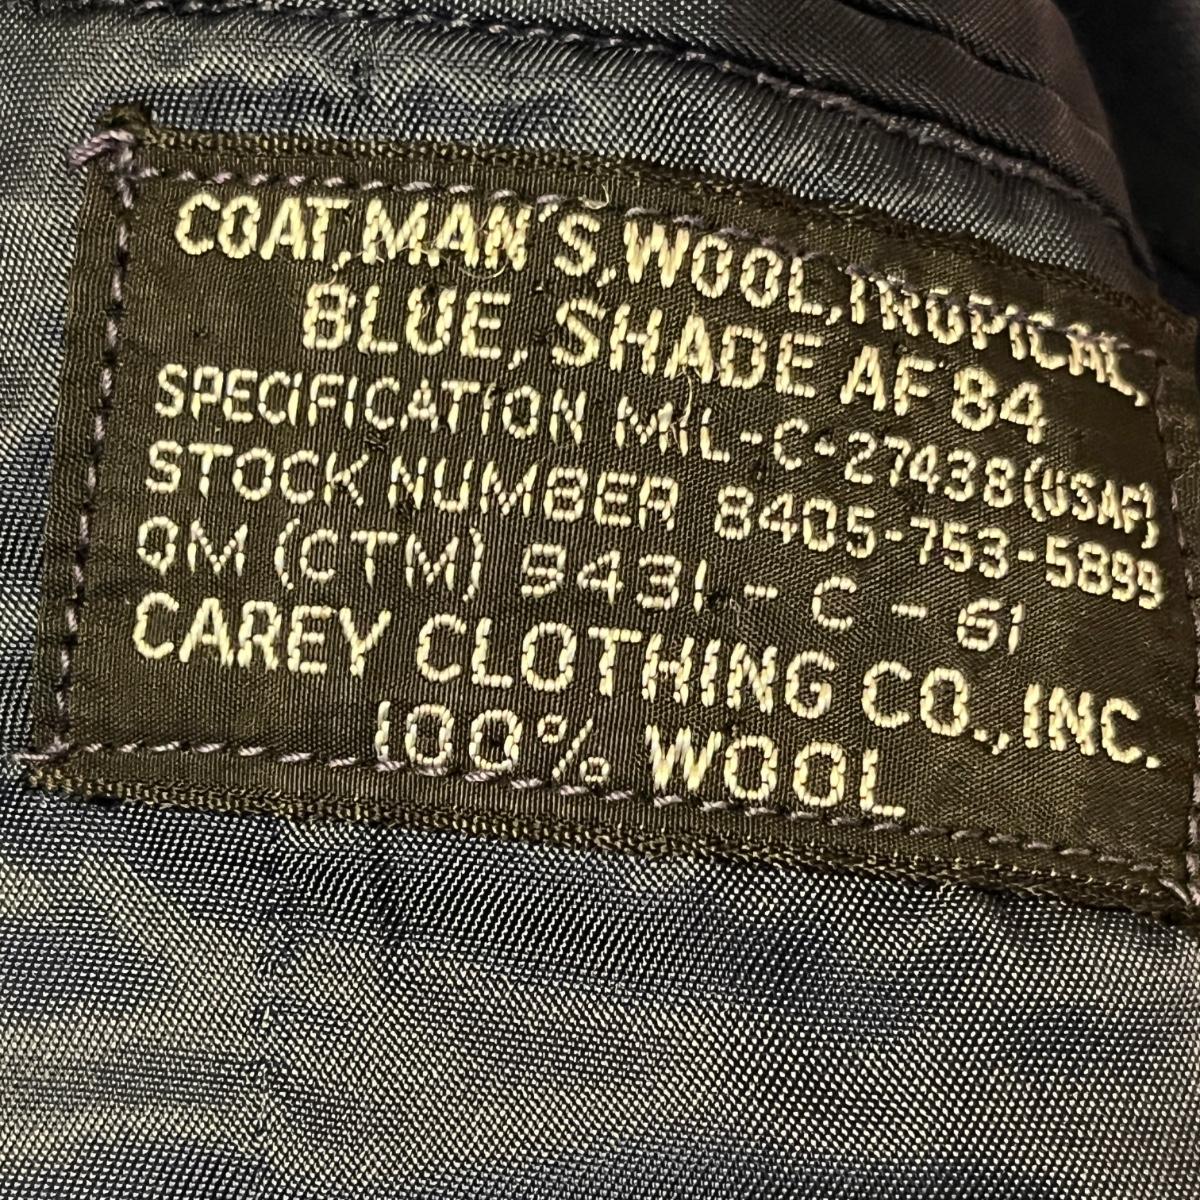 COAT, MAN'S, WOOL, TROPICAL,
BLUE, SHADE AF 84
SPECIFICATION MIL-C-27438 (USAF)
STOCK NUMBER 8405-753-5899
QM (CTM) 9431 - C - 61
CAREY CLOTHING CO., INC.
100% WOOL